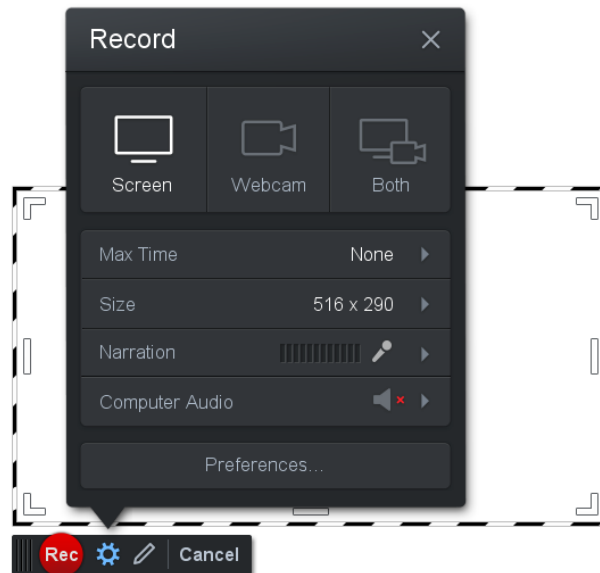 Record
Screen Webcam Both
Max Time None
Size 516 x 290
Narration
Computer Audio
Preferences...
Rec Cancel